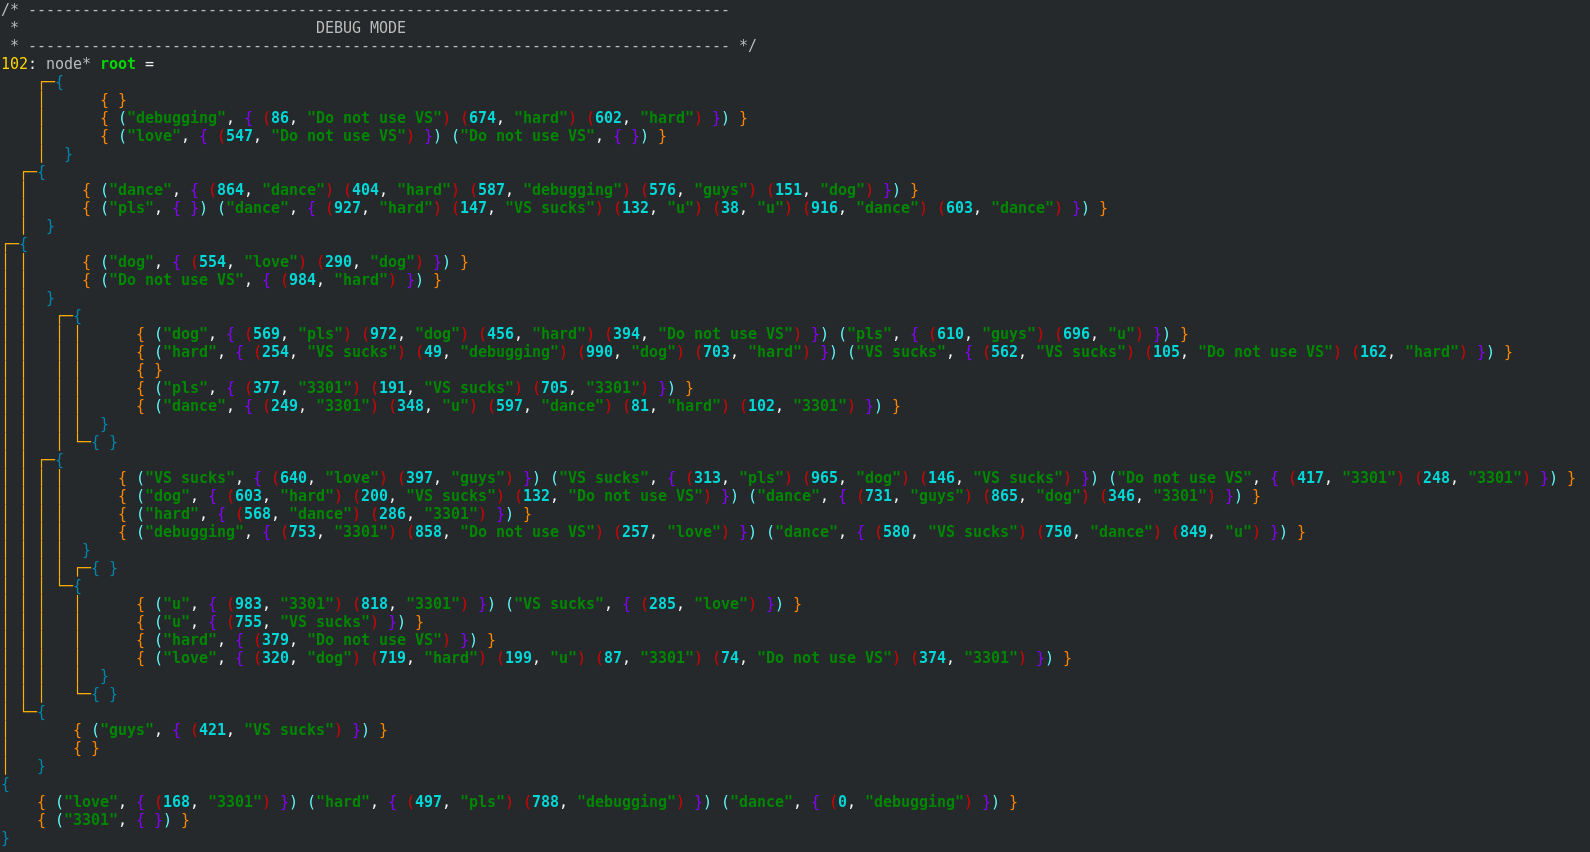 /* ------------------------------------------------------------------------------
 *                                 DEBUG MODE
 * ------------------------------------------------------------------------------ */
102: node* root =
    ┌─{
    │      { }
    │      { ("debugging", { (86, "Do not use VS") (674, "hard") (602, "hard") }) }
    │      { ("love", { (547, "Do not use VS") }) ("Do not use VS", { }) }
    │  }
  ┌─{
  │      { ("dance", { (864, "dance") (404, "hard") (587, "debugging") (576, "guys") (151, "dog") }) }
  │      { ("pls", { }) ("dance", { (927, "hard") (147, "VS sucks") (132, "u") (38, "u") (916, "dance") (603, "dance") }) }
  │  }
┌─{
│ │      { ("dog", { (554, "love") (290, "dog") }) }
│ │      { ("Do not use VS", { (984, "hard") }) }
│ │  }
│ │   ┌─{
│ │   │ │      { ("dog", { (569, "pls") (972, "dog") (456, "hard") (394, "Do not use VS") }) ("pls", { (610, "guys") (696, "u") }) }
│ │   │ │      { ("hard", { (254, "VS sucks") (49, "debugging") (990, "dog") (703, "hard") }) ("VS sucks", { (562, "VS sucks") (105, "Do not use VS") (162, "hard") }) }
│ │   │ │      { }
│ │   │ │      { ("pls", { (377, "3301") (191, "VS sucks") (705, "3301") }) }
│ │   │ │      { ("dance", { (249, "3301") (348, "u") (597, "dance") (81, "hard") (102, "3301") }) }
│ │   │ │  }
│ │   │ └─{ }
│ │ ┌─{
│ │ │ │      { ("VS sucks", { (640, "love") (397, "guys") }) ("VS sucks", { (313, "pls") (965, "dog") (146, "VS sucks") }) ("Do not use VS", { (417, "3301") (248, "3301") }) }
│ │ │ │      { ("dog", { (603, "hard") (200, "VS sucks") (132, "Do not use VS") }) ("dance", { (731, "guys") (865, "dog") (346, "3301") }) }
│ │ │ │      { ("hard", { (568, "dance") (286, "3301") }) }
│ │ │ │      { ("debugging", { (753, "3301") (858, "Do not use VS") (257, "love") }) ("dance", { (580, "VS sucks") (750, "dance") (849, "u") }) }
│ │ │ │  }
│ │ │ │ ┌─{ }
│ │ │ └─{
│ │ │   │      { ("u", { (983, "3301") (818, "3301") }) ("VS sucks", { (285, "love") }) }
│ │ │   │      { ("u", { (755, "VS sucks") }) }
│ │ │   │      { ("hard", { (379, "Do not use VS") }) }
│ │ │   │      { ("love", { (320, "dog") (719, "hard") (199, "u") (87, "3301") (74, "Do not use VS") (374, "3301") }) }
│ │ │   │  }
│ │ │   └─{ }
│ └─{
│       { ("guys", { (421, "VS sucks") }) }
│       { }
│   }
{
    { ("love", { (168, "3301") }) ("hard", { (497, "pls") (788, "debugging") }) ("dance", { (0, "debugging") }) }
    { ("3301", { }) }
}